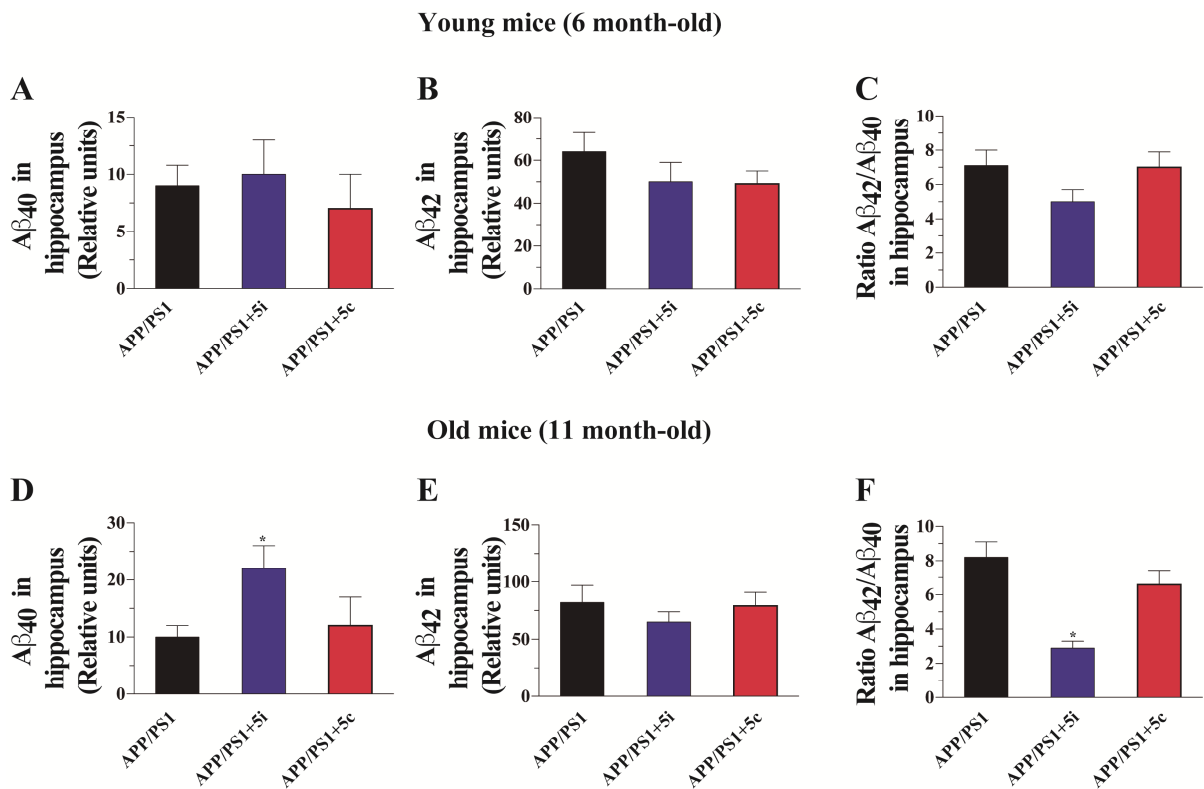 Young mice (6 month-old)
A
Aβ40 in
hippocampus
(Relative units)
15
10
5
0
APP/PS1
APP/PS1+5i
APP/PS1+5c
B
Aβ42 in
hippocampus
(Relative units)
80
60
40
20
0
APP/PS1
APP/PS1+5i
APP/PS1+5c
C
Ratio Aβ42/Aβ40
in hippocampus
10
8
6
4
2
0
APP/PS1
APP/PS1+5i
APP/PS1+5c
Old mice (11 month-old)
D
Aβ40 in
hippocampus
(Relative units)
30
20
10
0
*
APP/PS1
APP/PS1+5i
APP/PS1+5c
E
Aβ42 in
hippocampus
(Relative units)
150
100
50
0
APP/PS1
APP/PS1+5i
APP/PS1+5c
F
Ratio Aβ42/Aβ40
in hippocampus
10
8
6
4
2
0
*
APP/PS1
APP/PS1+5i
APP/PS1+5c